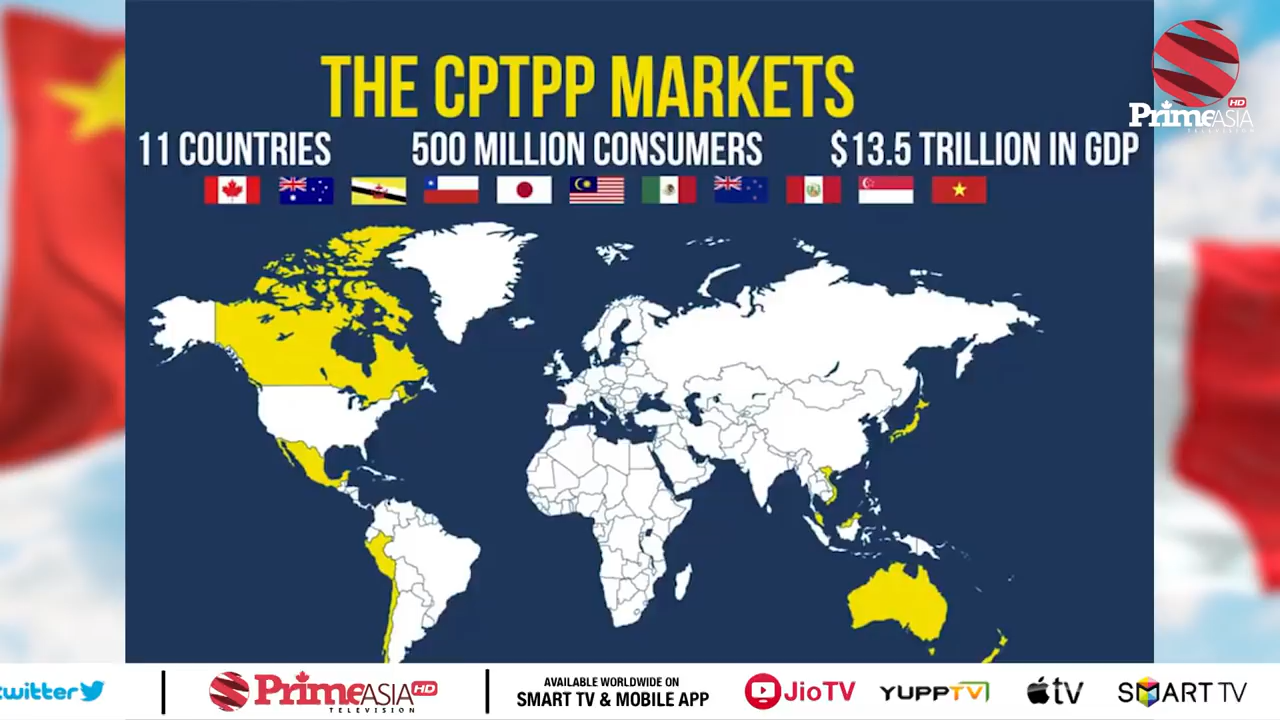 THE CPTPP MARKETS
11 COUNTRIES 500 MILLION CONSUMERS $13.5 TRILLION IN GDP
PrimeASIA HD
TELEVISION
twitter
PrimeASIA HD
TELEVISION
AVAILABLE WORLDWIDE ON
SMART TV & MOBILE APP
JioTV
YUPPTV
tv
SMART TV